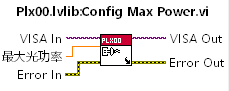 Plx00.lvlib:Config Max Power.vi
VISA In VISA Out
PLX00
最大光功率
Error In Error Out